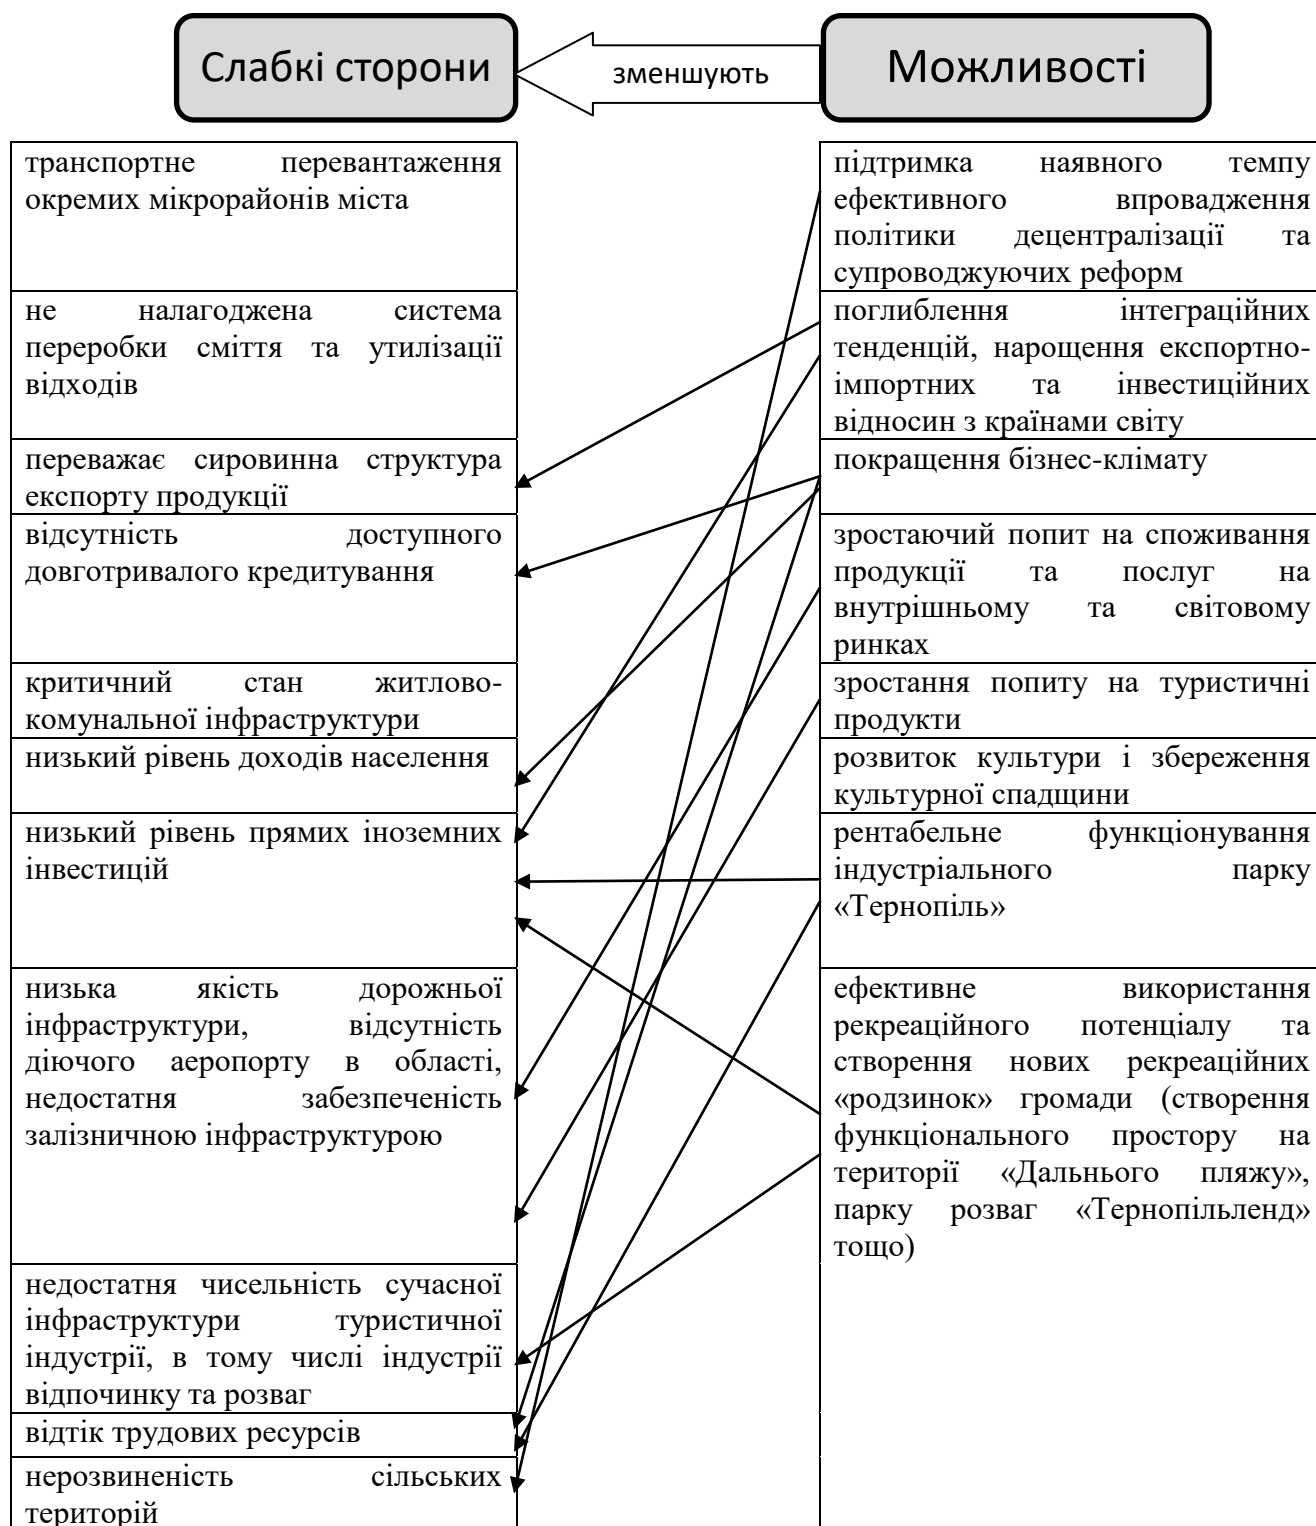 Слабкі сторони
зменшують
Можливості
транспортне перевантаження
окремих мікрорайонів міста
не налагоджена система
переробки сміття та утилізації
відходів
переважає сировинна структура
експорту продукції
відсутність доступного
довготривалого кредитування
критичний стан житлово-
комунальної інфраструктури
низький рівень доходів населення
низький рівень прямих іноземних
інвестицій
низька якість дорожньої
інфраструктури, відсутність
діючого аеропорту в області,
недостатня забезпеченість
залізничною інфраструктурою
недостатня чисельність сучасної
інфраструктури туристичної
індустрії, в тому числі індустрії
відпочинку та розваг
відтік трудових ресурсів
нерозвиненість сільських
територій
підтримка наявного темпу
ефективного впровадження
політики децентралізації та
супроводжуючих реформ
поглиблення інтеграційних
тенденцій, нарощення експортно-
імпортних та інвестиційних
відносин з країнами світу
покращення бізнес-клімату
зростаючий попит на споживання
продукції та послуг на
внутрішньому та світовому
ринках
зростання попиту на туристичні
продукти
розвиток культури і збереження
культурної спадщини
рентабельне функціонування
індустріального парку
«Тернопіль»
ефективне використання
рекреаційного потенціалу та
створення нових рекреаційних
«родзинок» громади (створення
функціонального простору на
території «Дальнього пляжу»,
парку розваг «Тернопільленд»
тощо)